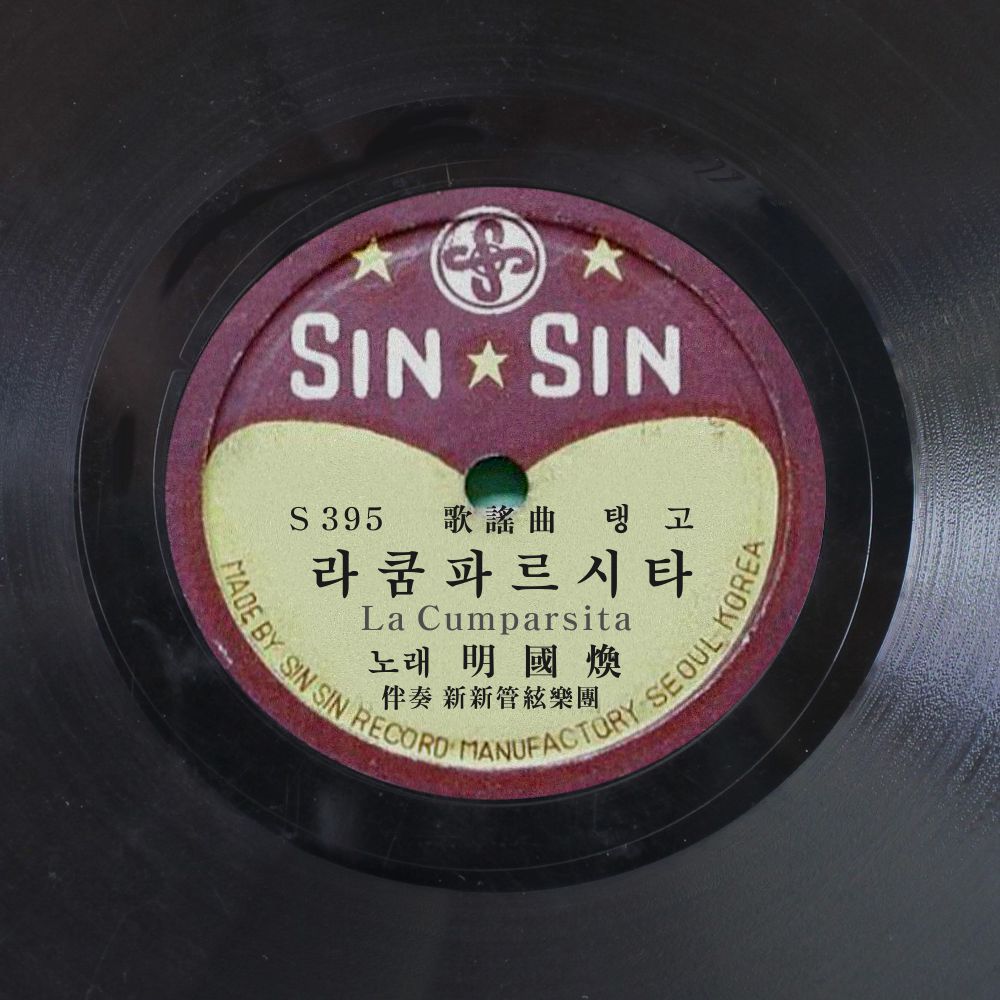 SIN★SIN
S 395 歌謠曲 탱고
라쿰파르시타
La Cumparsita
노래 明國煥
伴奏 新新管絃樂團
MADE BY SIN SIN RECORD MANUFACTORY SEOUL KOREA